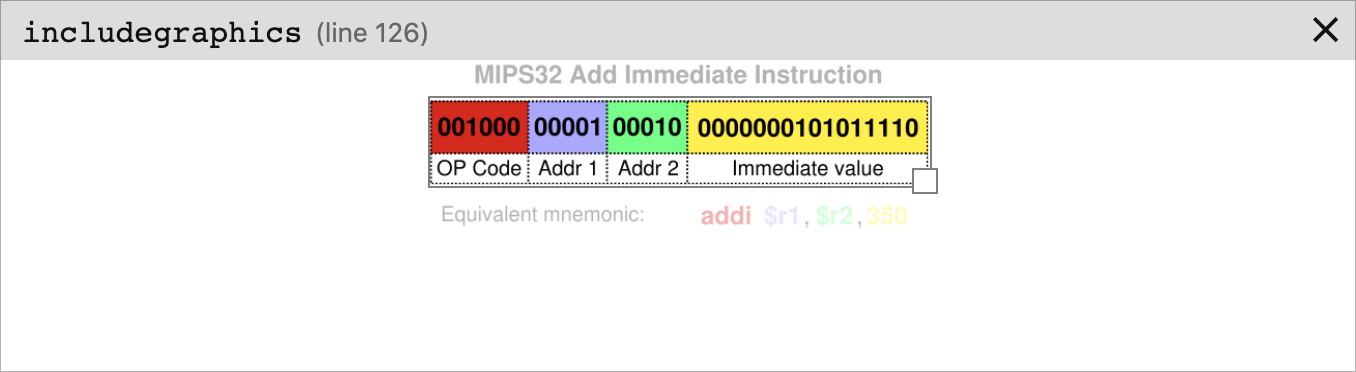 includegraphics (line 126)
MIPS32 Add Immediate Instruction
001000 00001 00010 0000000101011110
OP Code Addr 1 Addr 2 Immediate value
Equivalent mnemonic: addi $r1, $r2, 350